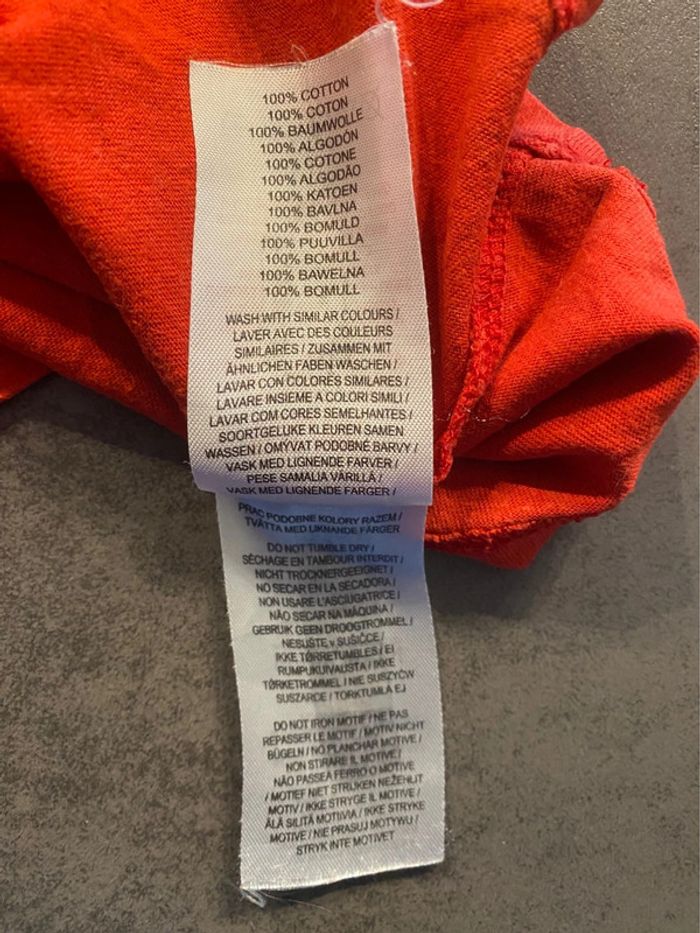 100% COTTON
100% COTON
100% BAUMWOLLE
100% ALGODÓN
100% COTONE
100% ALGODÃO
100% KATOEN
100% BAVLNA
100% BOMULD
100% PUUVILLA
100% BOMULL
100% BAWELNA
100% BOMULL
WASH WITH SIMILAR COLOURS /
LAVER AVEC DES COULEURS
SIMILAIRES / ZUSAMMEN MIT
ÄHNLICHEN FABEN WASCHEN /
LAVAR CON COLORES SIMILARES /
LAVARE INSIEME A COLORI SIMILI /
LAVAR COM CORES SEMELHANTES /
SOORTGELUKE KLEUREN SAMEN
WASSEN / OMÝVAT PODOBNÉ BARVY /
VASK MED LIGNENDE FARVER /
PESE SAMALIA VÄRILLÄ /
VASK MED LIGNENDE FARGER /
PRAC PODOBNE KOLORY RAZEM /
TVÄTTA MED LIKNANDE FÄRGER
DO NOT TUMBLE DRY /
SÉCHAGE EN TAMBOUR INTERDIT /
NICHT TROCKNERGEEIGNET /
NO SECAR EN LA SECADORA /
NON USARE L'ASCIUGATRICE /
NÃO SECAR NA MÁQUINA /
GEBRUIK GEEN DROOGTROMMEL /
NESUŠTE v SUŠIČCE /
IKKE TØRRETUMBLES / EI
RUMPUKUIVAUSTA / IKKE
TØRKETROMMEL / NIE SUSZYĆW
SUSZARCE / TORKTUMLA EJ
DO NOT IRON MOTIF / NE PAS
REPASSER LE MOTIF / MOTIV NICHT
BÜGELN / NO PLANCHAR MOTIVE /
NON STIRARE IL MOTIVE /
NÃO PASSEA FERRO O MOTIVE
/ MOTIEF NIET STRIJKEN NEŽEHLIT
MOTIV / IKKE STRYGE IL MOTIVE /
ÄLÄ SILITÄ MOTIIVIA / IKKE STRYKE
MOTIVE / NIE PRASUJ MOTYWU /
STRYK INTE MOTIVET